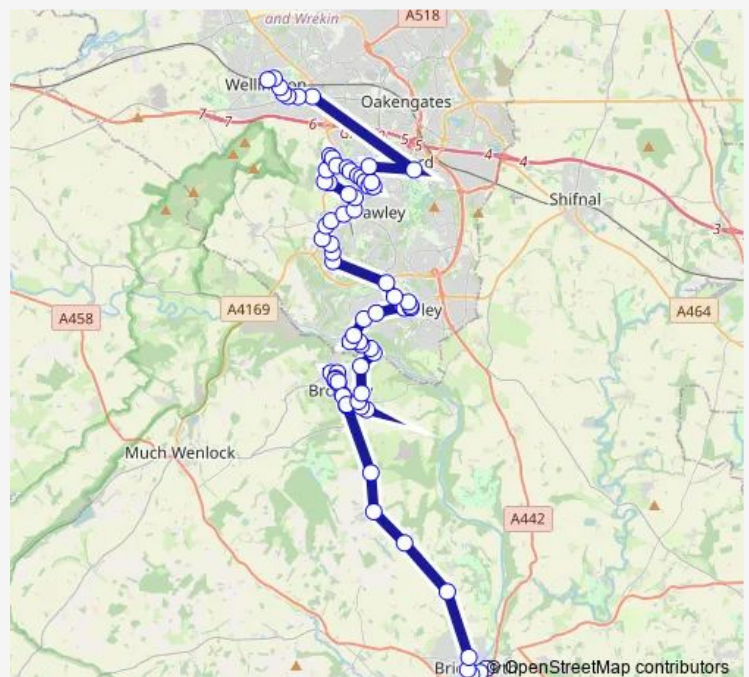 and Wrekin
A518
Oakengates
7 7
6
5 5
4 4
Shifnal
3
A458
A4169
A464
Much Wenlock
A442
© OpenStreetMap contributors